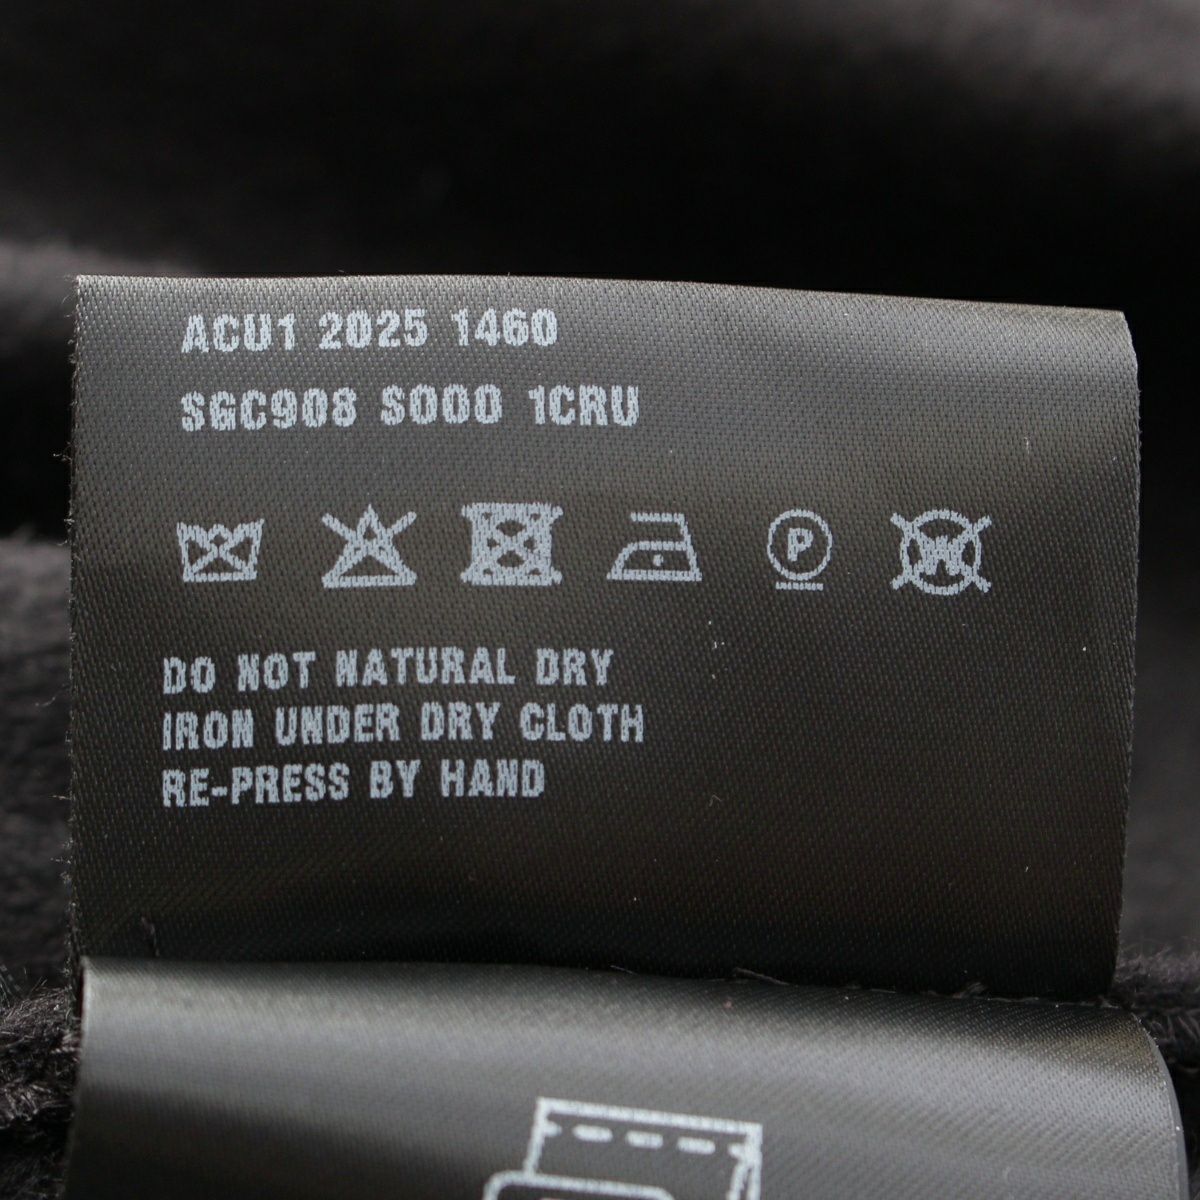 ACU1 2025 1460
SGC908 S000 1CRU
P
W
DO NOT NATURAL DRY
IRON UNDER DRY CLOTH
RE-PRESS BY HAND